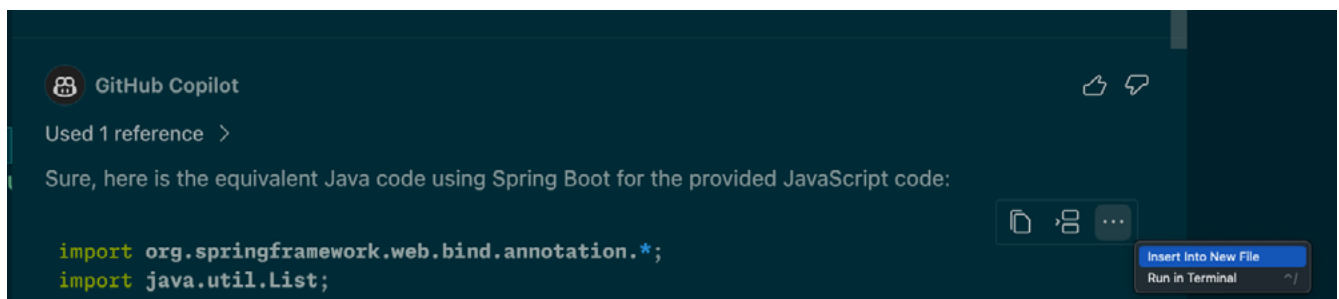 GitHub Copilot
Used 1 reference >
Sure, here is the equivalent Java code using Spring Boot for the provided JavaScript code:
import org.springframework.web.bind.annotation.*;
import java.util.List;
Insert Into New File
Run in Terminal ^/